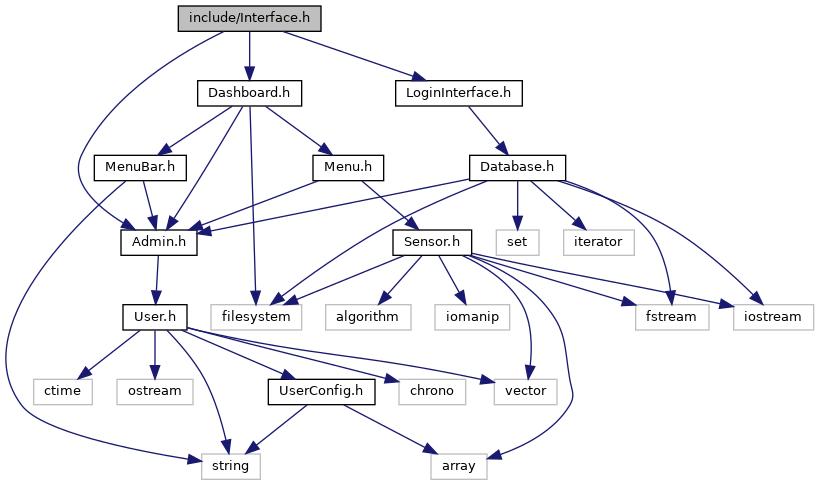 include/Interface.h
Dashboard.h
LoginInterface.h
MenuBar.h
Menu.h
Database.h
Admin.h
Sensor.h
set
iterator
User.h
filesystem
algorithm
iomanip
fstream
iostream
ctime
ostream
UserConfig.h
chrono
vector
string
array